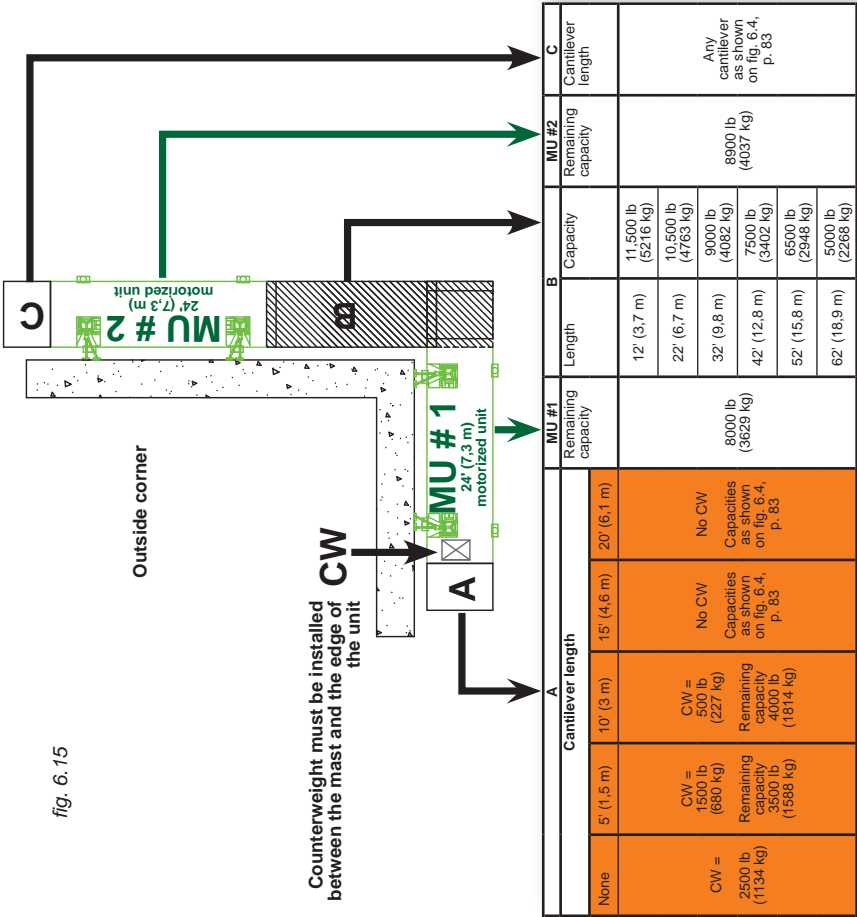 fig. 6.15
Outside corner
Counterweight must be installed
between the mast and the edge of
the unit
CW
A
MU # 1
24' (7,3 m)
motorized unit
B
MU # 2
24' (7,3 m)
motorized unit
C
A
MU #1
B
MU #2
C
Cantilever length
Remaining
capacity
Length
Capacity
Remaining
capacity
Cantilever
length
None
5' (1,5 m)
10' (3 m)
15' (4,6 m)
20' (6,1 m)
CW =
2500 lb
(1134 kg)
CW =
1500 lb
(680 kg)
Remaining
capacity
3500 lb
(1588 kg)
CW =
500 lb
(227 kg)
Remaining
capacity
4000 lb
(1814 kg)
No CW
Capacities
as shown
on fig. 6.4,
p. 83
No CW
Capacities
as shown
on fig. 6.4,
p. 83
8000 lb
(3629 kg)
12' (3,7 m)
11,500 lb
(5216 kg)
22' (6,7 m)
10,500 lb
(4763 kg)
32' (9,8 m)
9000 lb
(4082 kg)
42' (12,8 m)
7500 lb
(3402 kg)
52' (15,8 m)
6500 lb
(2948 kg)
62' (18,9 m)
5000 lb
(2268 kg)
8900 lb
(4037 kg)
Any
cantilever
as shown
on fig. 6.4,
p. 83